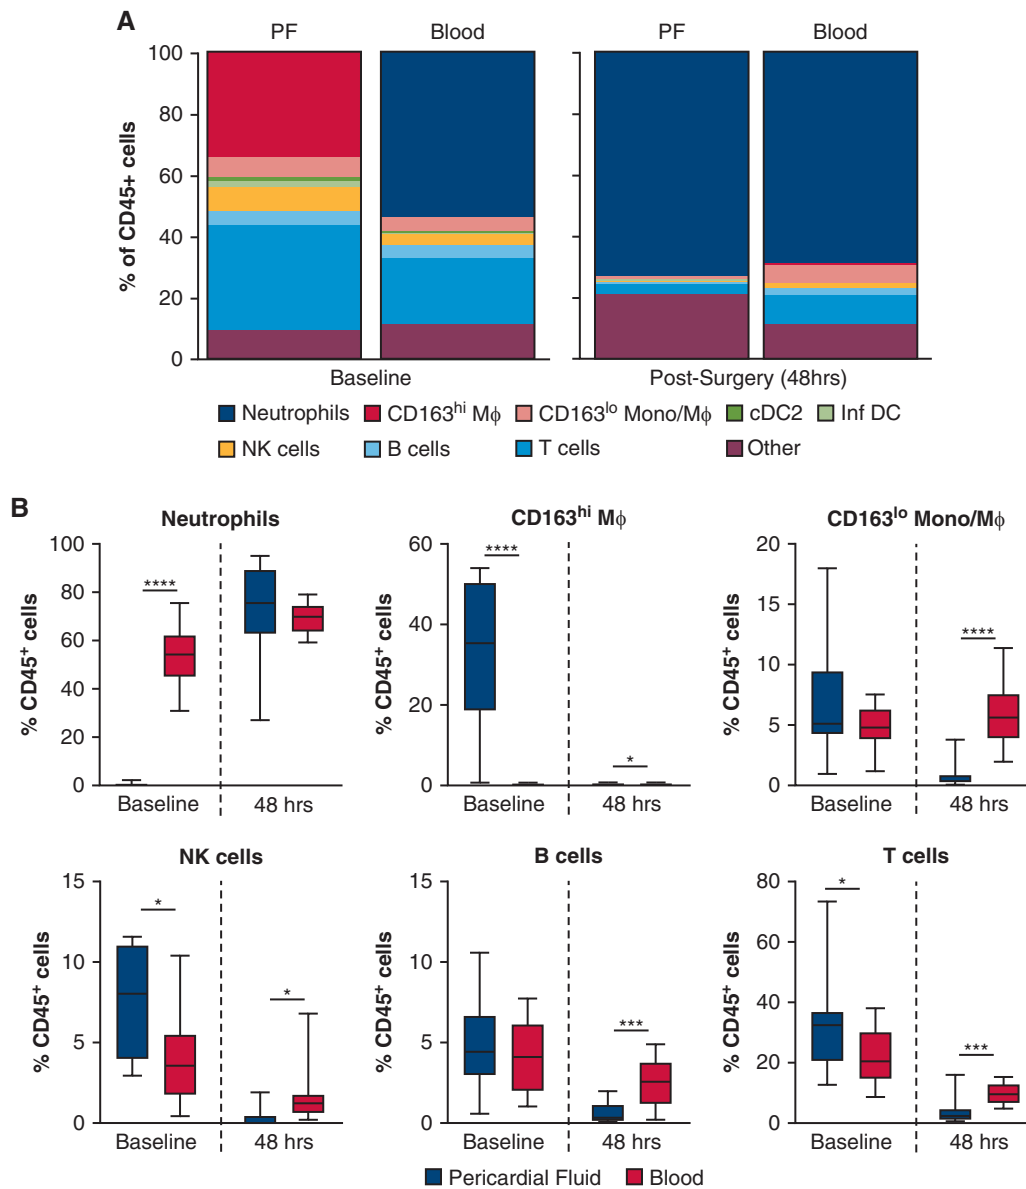 A
PF Blood PF Blood
% of CD45+ cells
100
80
60
40
20
0
Baseline Post-Surgery (48hrs)
Neutrophils CD163hi Mϕ CD163lo Mono/Mϕ cDC2 Inf DC
NK cells B cells T cells Other
B
Neutrophils
% CD45+ cells
100
80
60
40
20
0
****
Baseline 48 hrs
CD163hi Mϕ
% CD45+ cells
60
40
20
0
****
*
Baseline 48 hrs
CD163lo Mono/Mϕ
% CD45+ cells
20
15
10
5
0
****
Baseline 48 hrs
NK cells
% CD45+ cells
15
10
5
0
*
*
Baseline 48 hrs
B cells
% CD45+ cells
15
10
5
0
***
Baseline 48 hrs
T cells
% CD45+ cells
80
60
40
20
0
*
***
Baseline 48 hrs
Pericardial Fluid Blood